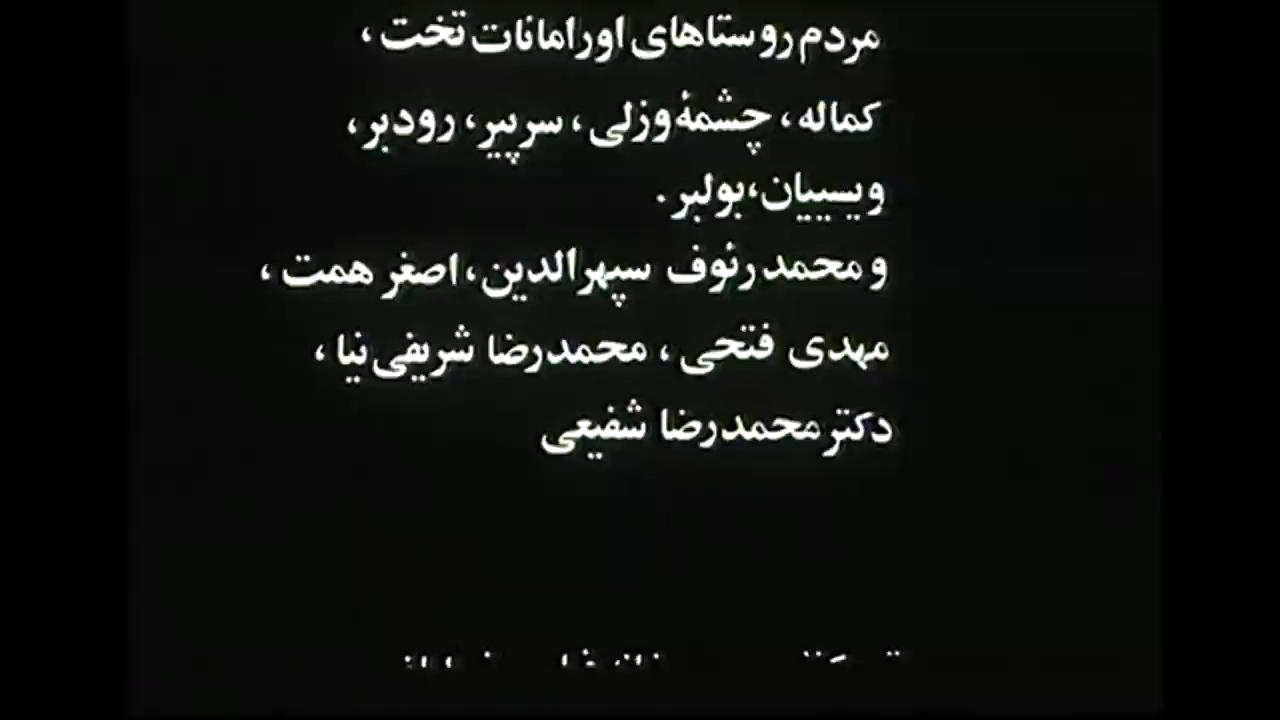 مردم روستاهای اورامانات تخت،
کماله، چشمهٔ وزلی، سرپیر، رودبر،
ویسییان، بولبر.
و محمد رئوف سپهرالدین، اصغر همت،
مهدی فتحی، محمدرضا شریفی نیا،
دکتر محمدرضا شفیعی